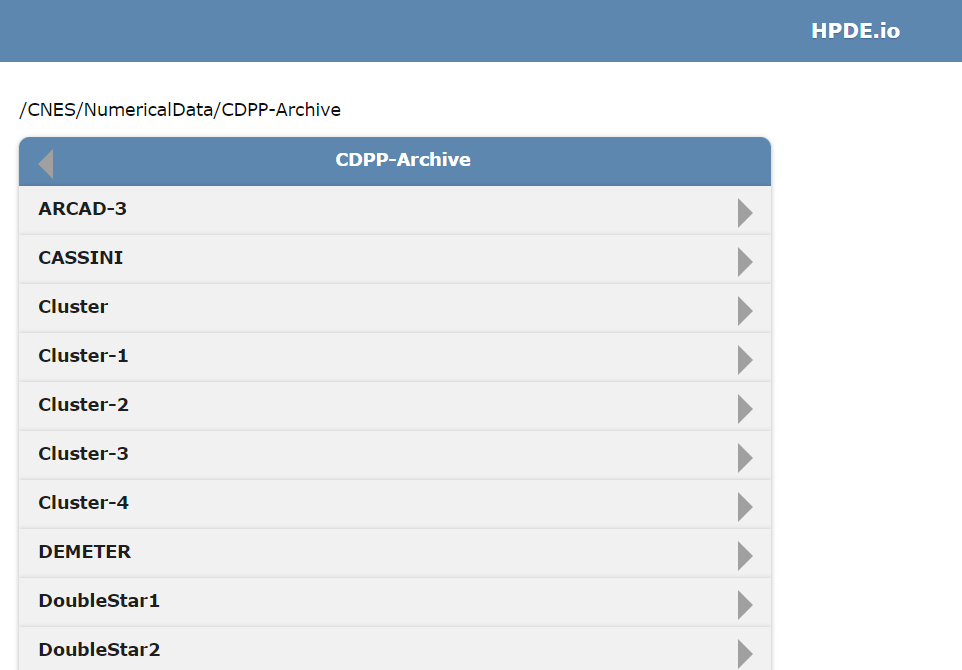 HPDE.io
/CNES/NumericalData/CDPP-Archive
CDPP-Archive
ARCAD-3
CASSINI
Cluster
Cluster-1
Cluster-2
Cluster-3
Cluster-4
DEMETER
DoubleStar1
DoubleStar2